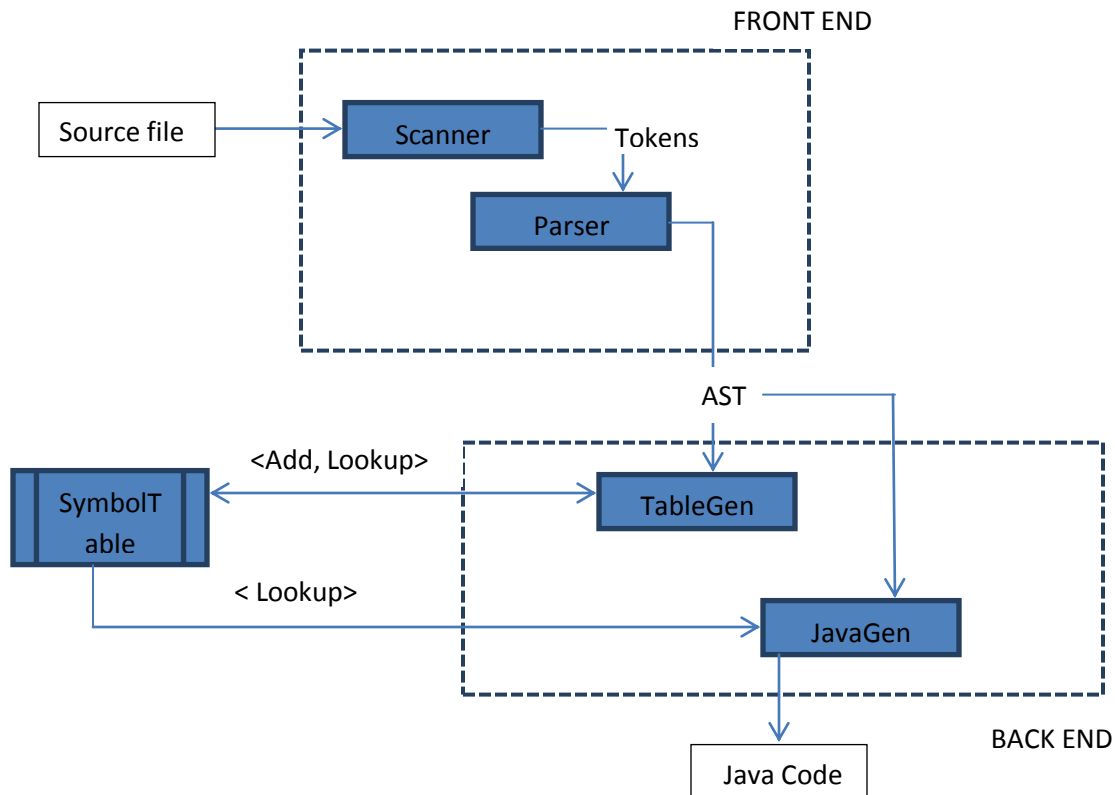 FRONT END
Source file
Scanner
Tokens
Parser
AST
<Add, Lookup>
SymbolT
able
TableGen
< Lookup>
JavaGen
BACK END
Java Code